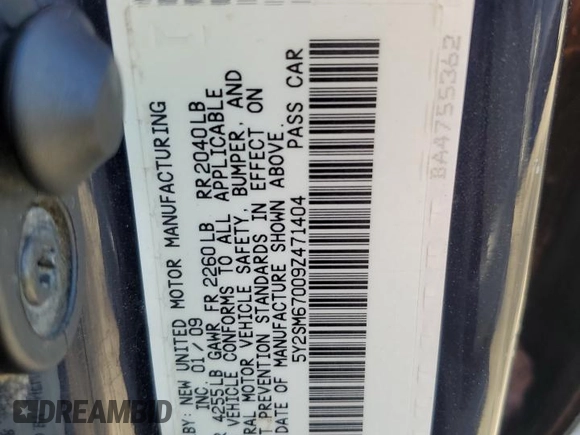 BY: NEW UNITED MOTOR MANUFACTURING
INC. 01/09
4255LB GAWR FR 2260LB RR2040LB
VEHICLE CONFORMS TO ALL APPLICABLE
RAL MOTOR VEHICLE SAFETY, BUMPER, AND
T PREVENTION STANDARDS IN EFFECT ON
DATE OF MANUFACTURE SHOWN ABOVE.
5Y2SM67009Z471404 PASS CAR
BA4755362
DREAMBID